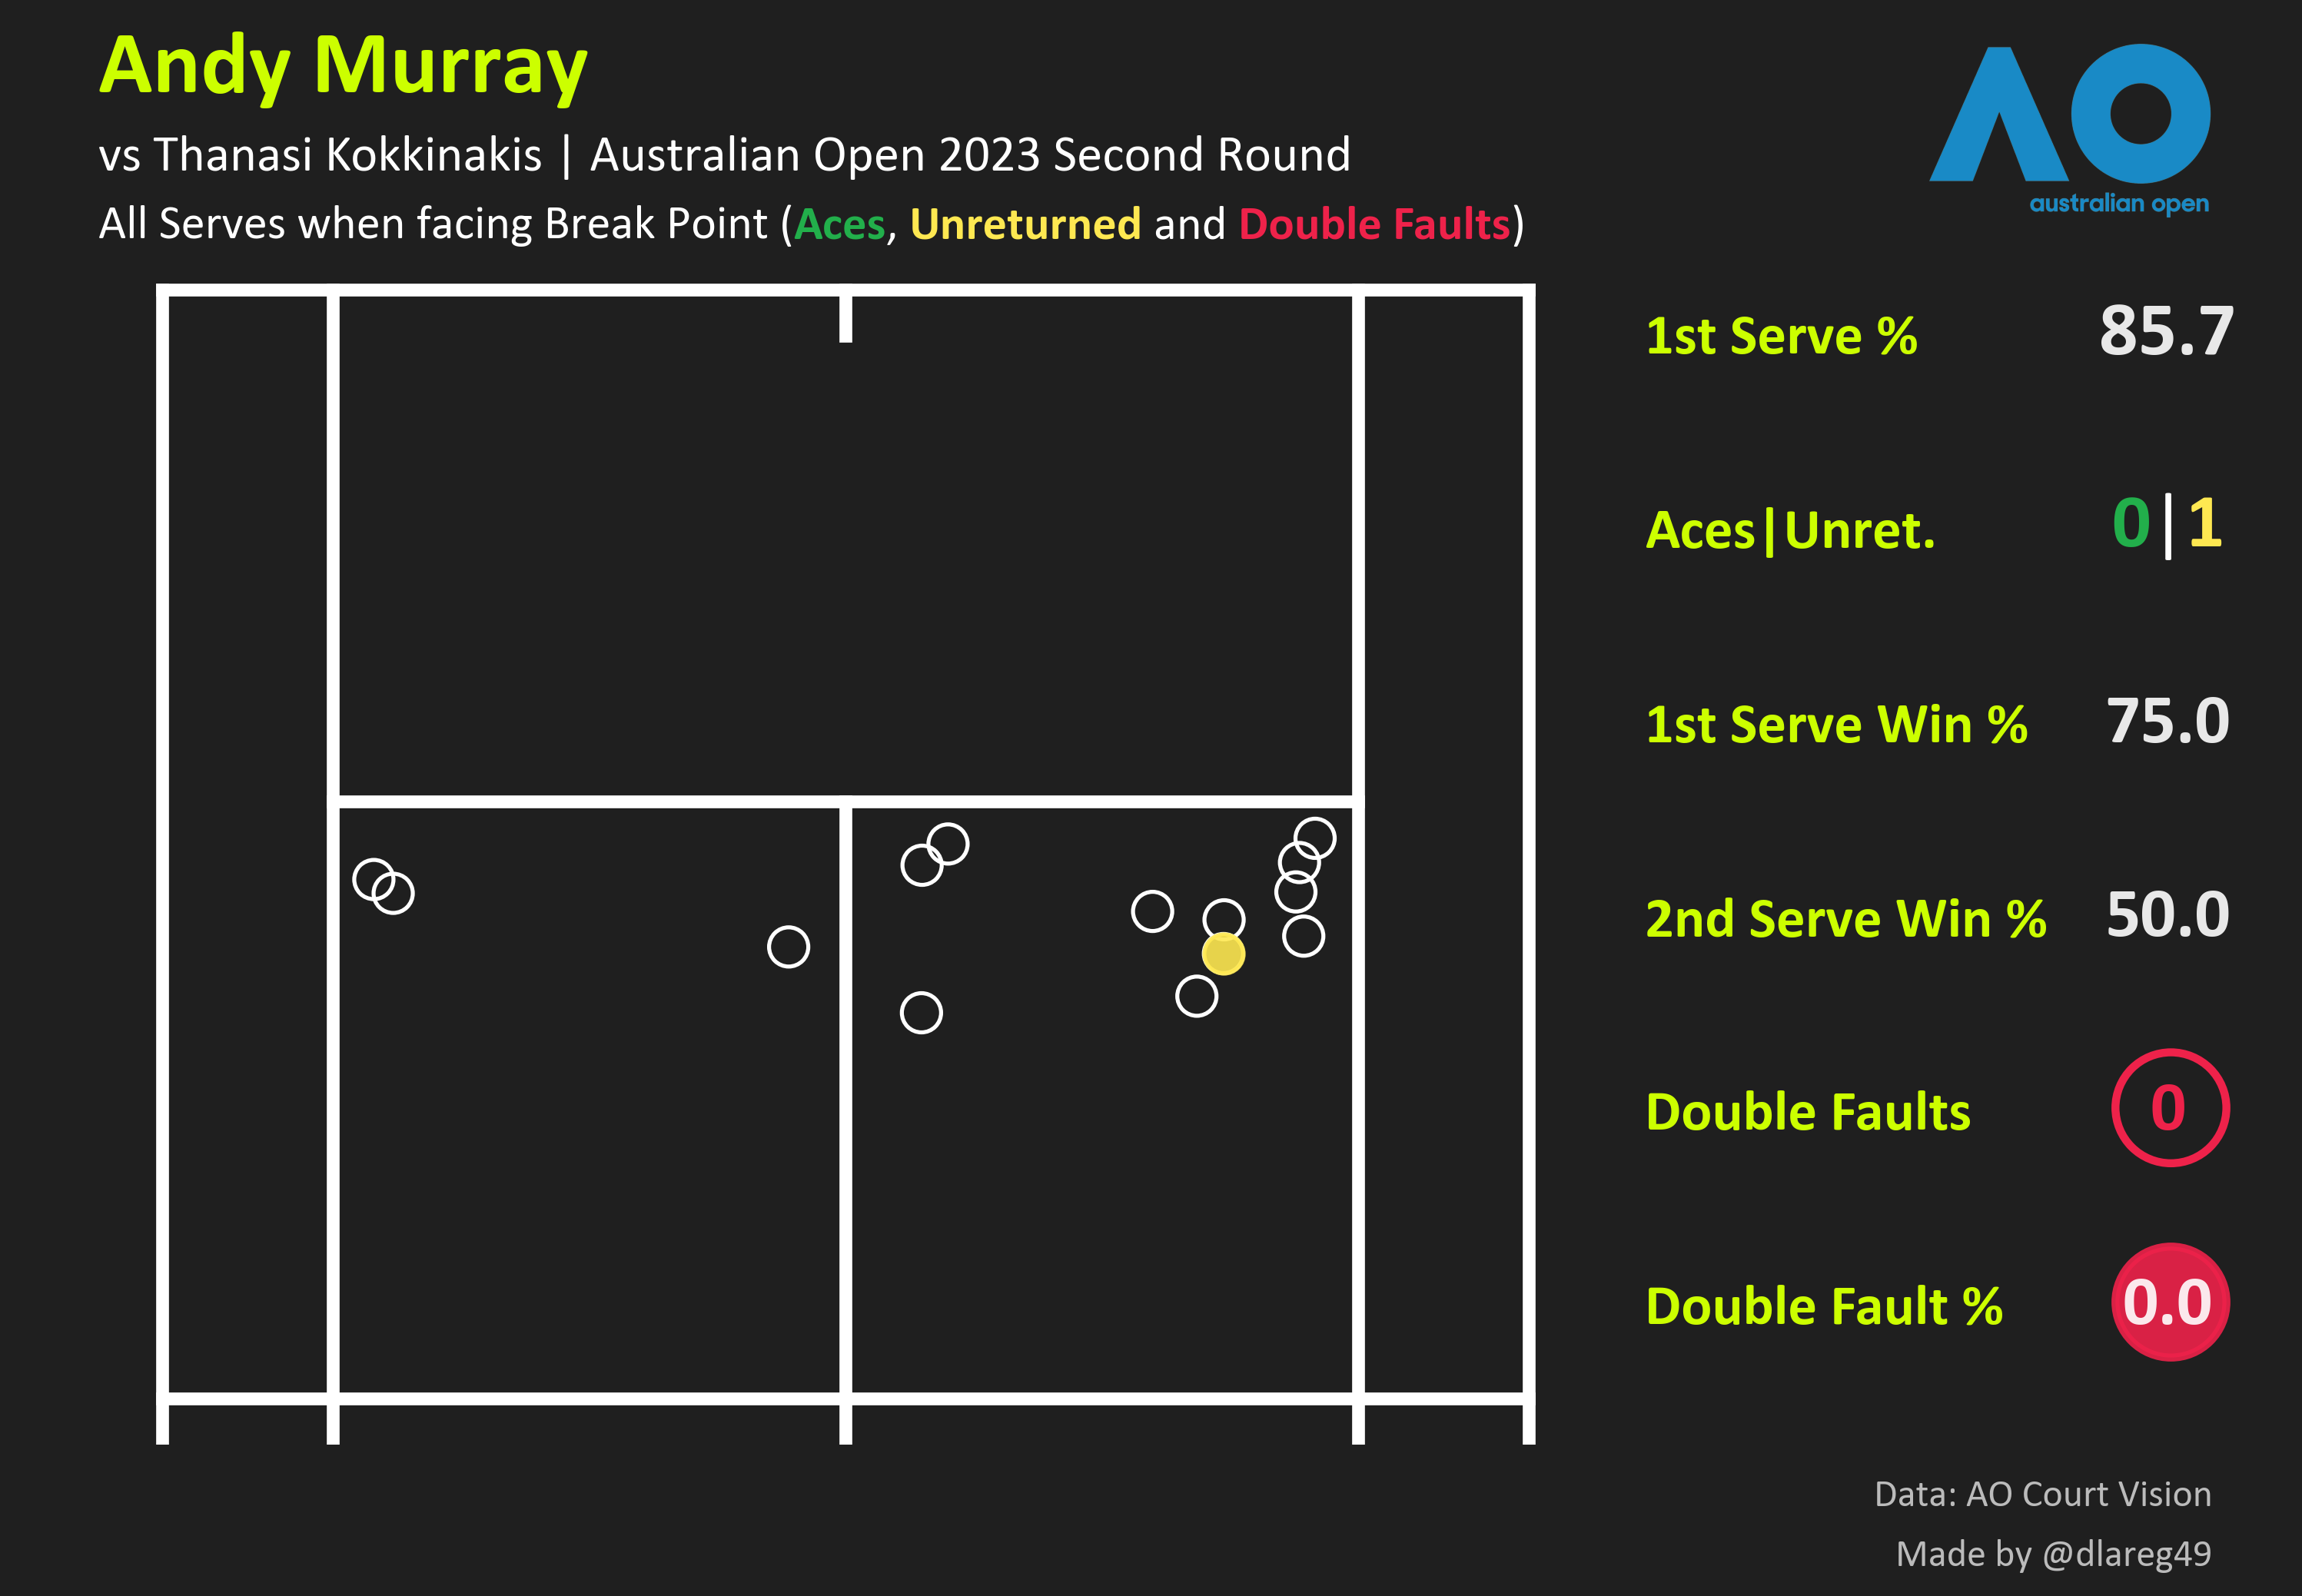 Andy Murray
vs Thanasi Kokkinakis | Australian Open 2023 Second Round
All Serves when facing Break Point (Aces, Unreturned and Double Faults)
AO
australian open
1st Serve % 85.7
Aces|Unret. 0|1
1st Serve Win % 75.0
2nd Serve Win % 50.0
Double Faults 0
Double Fault % 0.0
Data: AO Court Vision
Made by @dlareg49